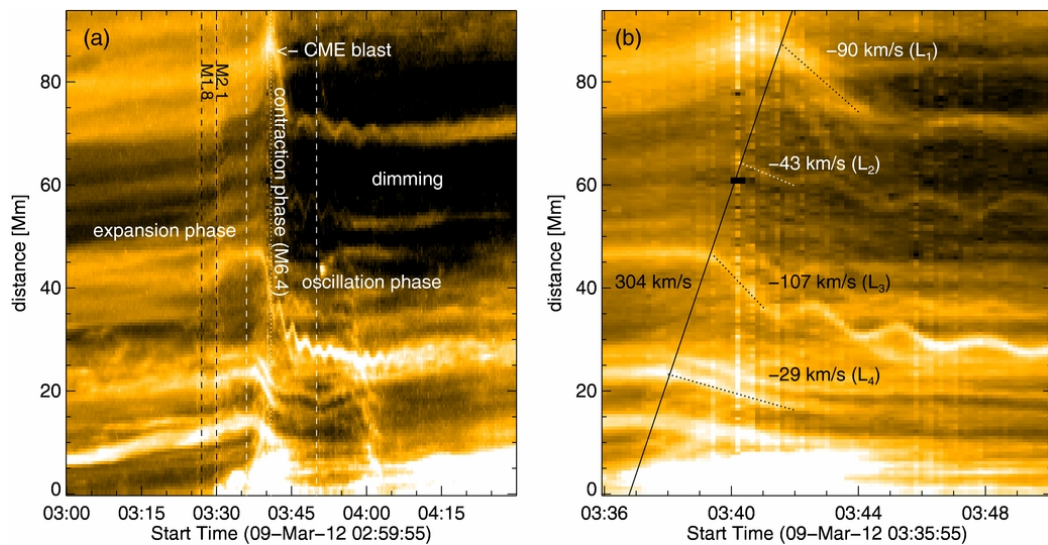 (a)
<- CME blast
M1.8
M2.1
contraction phase (M6.4)
dimming
expansion phase
oscillation phase
distance [Mm]
80
60
40
20
0
03:00
03:15
03:30
03:45
04:00
04:15
Start Time (09-Mar-12 02:59:55)
(b)
-90 km/s (L1)
-43 km/s (L2)
304 km/s
-107 km/s (L3)
-29 km/s (L4)
distance [Mm]
80
60
40
20
0
03:36
03:40
03:44
03:48
Start Time (09-Mar-12 03:35:55)